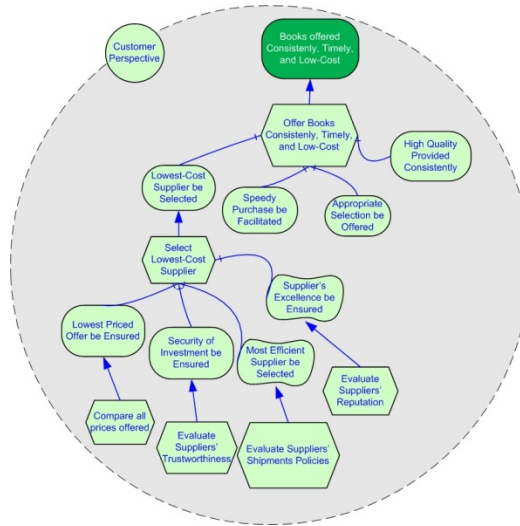 Customer
Perspective
Books offered
Consistently, Timely,
and Low-Cost
Offer Books
Consistently, Timely,
and Low-Cost
High Quality
Provided
Consistently
Lowest-Cost
Supplier be
Selected
Speedy
Purchase be
Facilitated
Appropriate
Selection be
Offered
Select
Lowest-Cost
Supplier
Supplier's
Excellence be
Ensured
Lowest Priced
Offer be Ensured
Security of
Investment be
Ensured
Most Efficient
Supplier be
Selected
Evaluate
Suppliers'
Reputation
Compare all
prices offered
Evaluate
Suppliers'
Trustworthiness
Evaluate Suppliers'
Shipments Policies